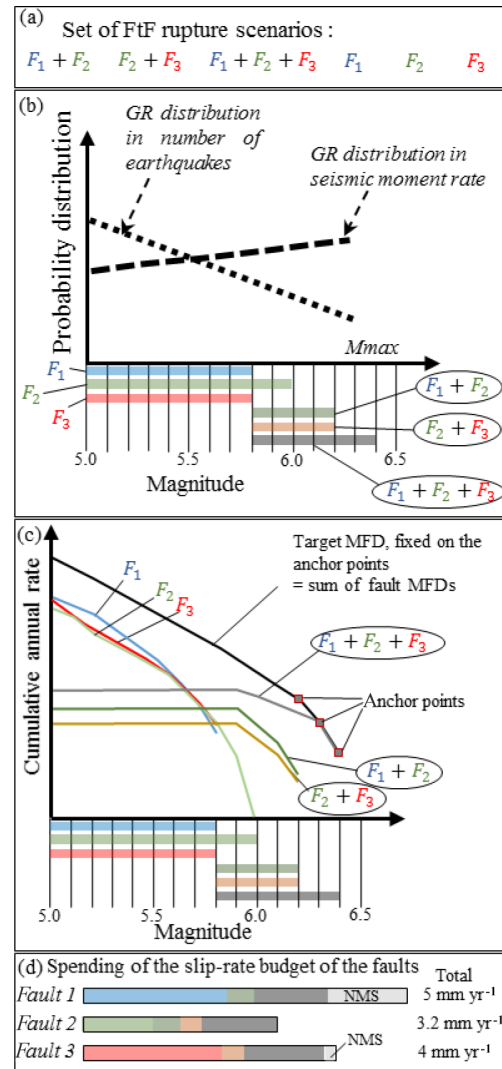 (a)
Set of FtF rupture scenarios :
F₁ + F₂ F₂ + F₃ F₁ + F₂ + F₃ F₁ F₂ F₃
(b)
GR distribution
in number of
earthquakes
GR distribution in
seismic moment rate
Probability distribution
Mmax
F₁
F₂
F₃
F₁ + F₂
F₂ + F₃
F₁ + F₂ + F₃
5.0 5.5 6.0 6.5
Magnitude
(c)
Target MFD, fixed on the
anchor points
= sum of fault MFDs
F₁
F₂
F₃
F₁ + F₂ + F₃
Anchor points
F₁ + F₂
F₂ + F₃
Cumulative annual rate
5.0 5.5 6.0 6.5
Magnitude
(d) Spending of the slip-rate budget of the faults
Total
Fault 1 NMS 5 mm yr⁻¹
Fault 2 3.2 mm yr⁻¹
NMS
Fault 3 4 mm yr⁻¹